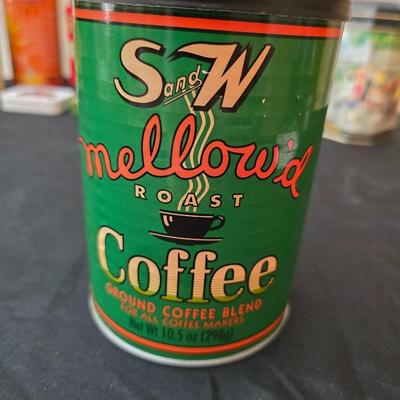 S and W
mellow'd
ROAST
Coffee
GROUND COFFEE BLEND
FOR ALL COFFEE MAKERS
Net Wt 10.5 oz (298g)